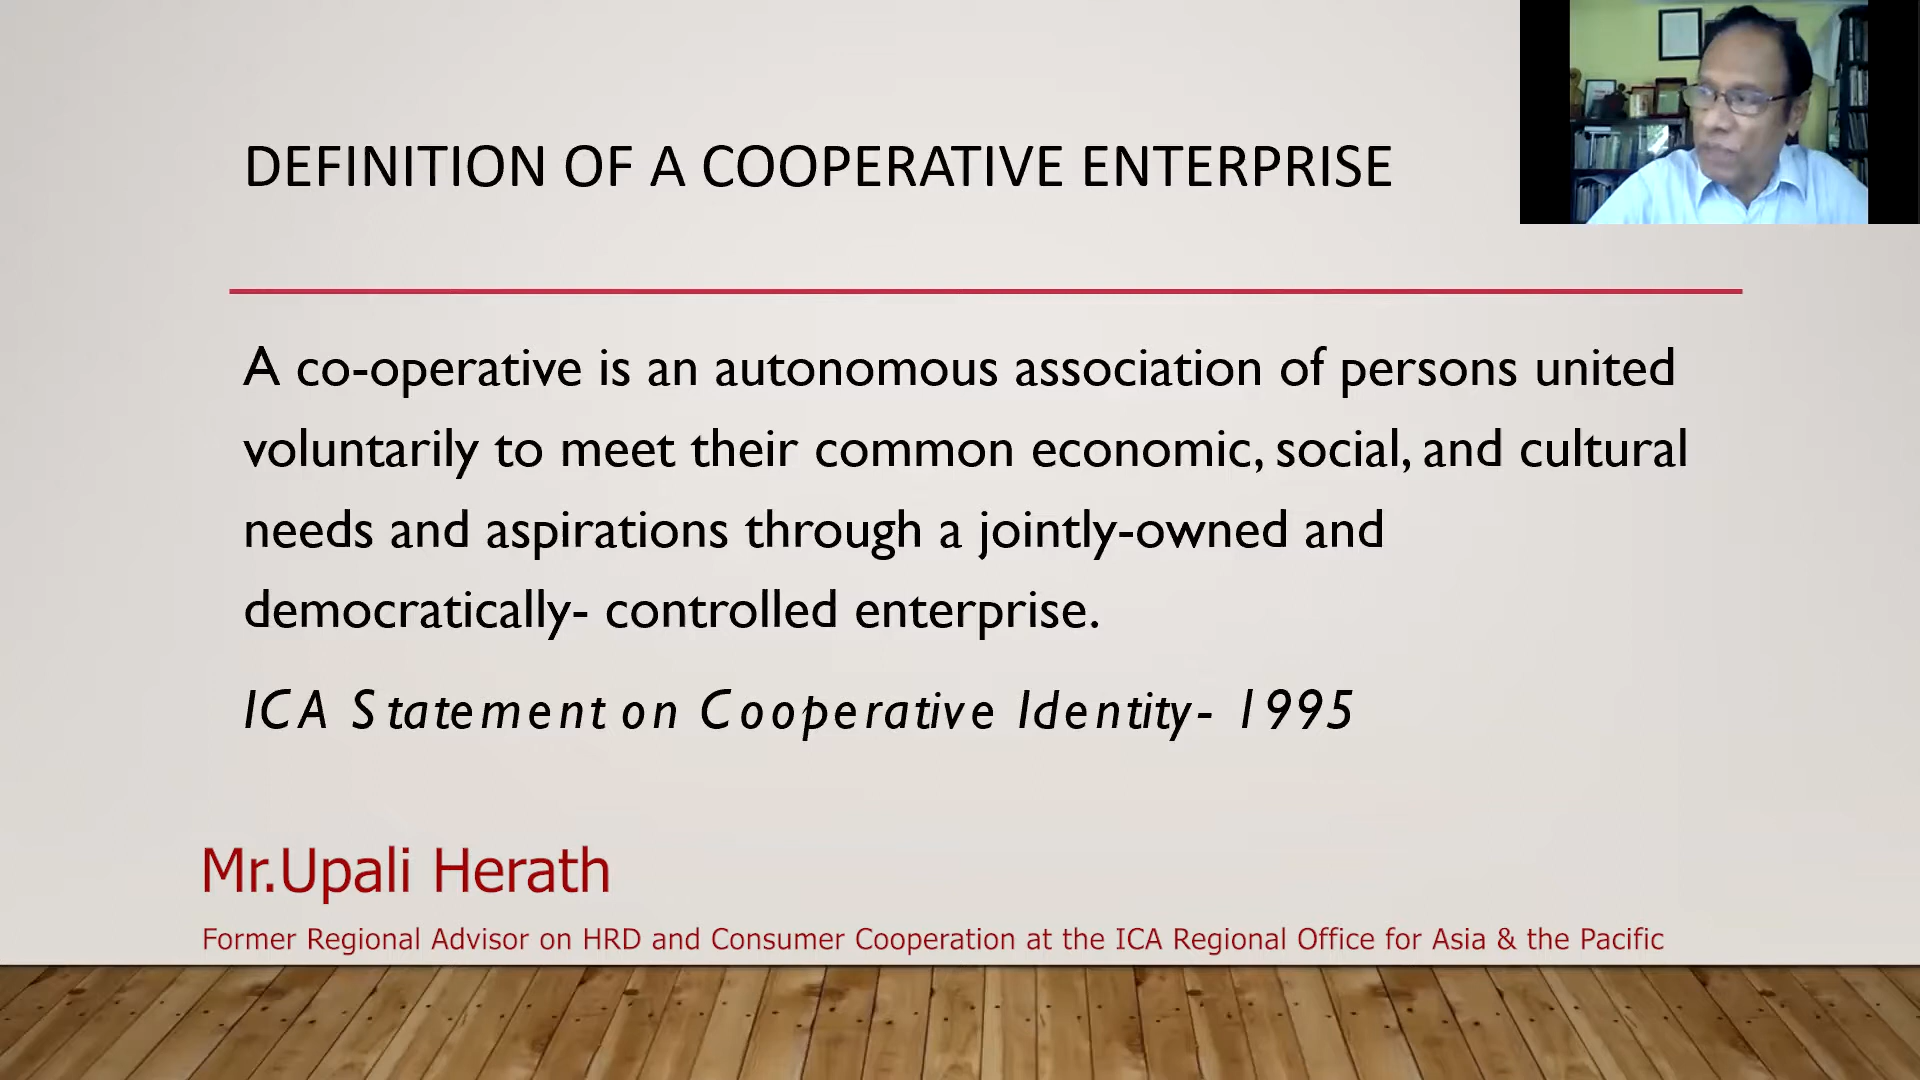 DEFINITION OF A COOPERATIVE ENTERPRISE
A co-operative is an autonomous association of persons united
voluntarily to meet their common economic, social, and cultural
needs and aspirations through a jointly-owned and
democratically- controlled enterprise.
ICA Statement on Cooperative Identity- 1995
Mr.Upali Herath
Former Regional Advisor on HRD and Consumer Cooperation at the ICA Regional Office for Asia & the Pacific